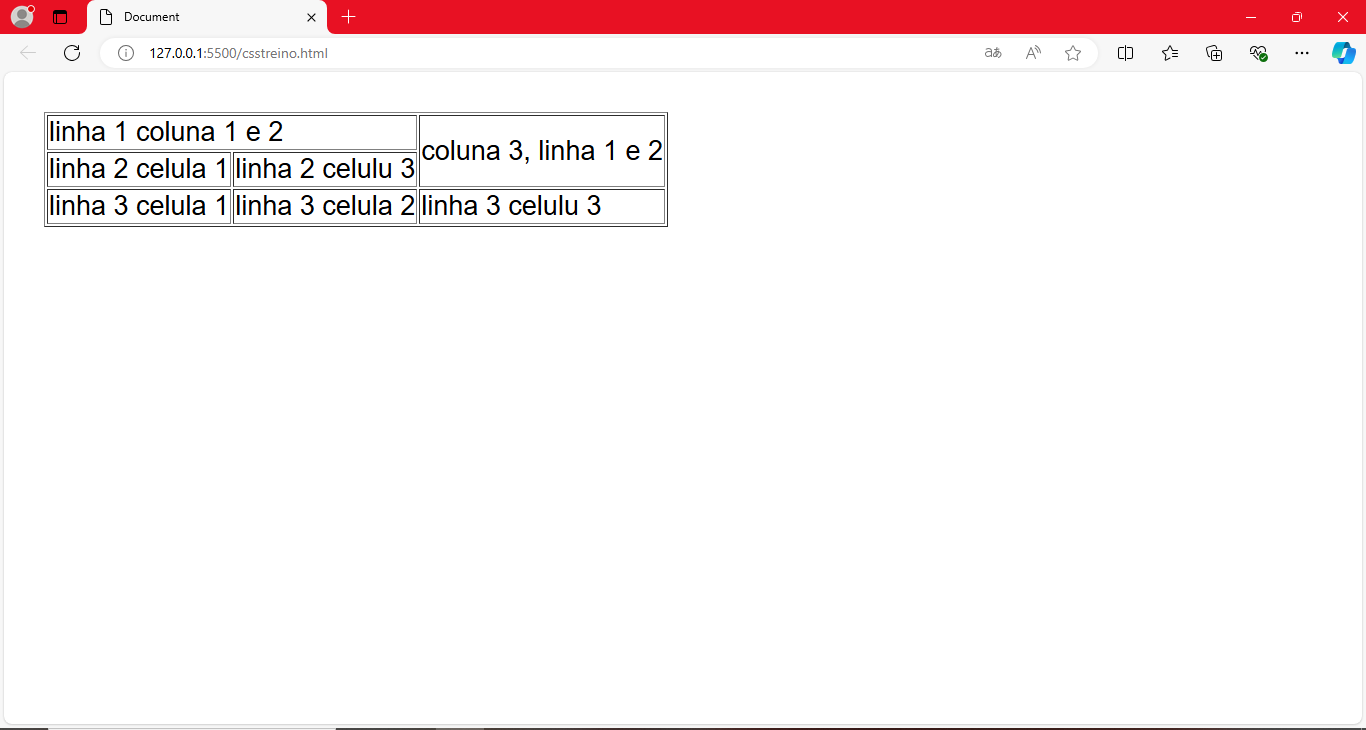 Document
127.0.0.1:5500/csstreino.html
aあ
A
linha 1 coluna 1 e 2
coluna 3, linha 1 e 2
linha 2 celula 1 linha 2 celulu 3
linha 3 celula 1 linha 3 celula 2 linha 3 celulu 3